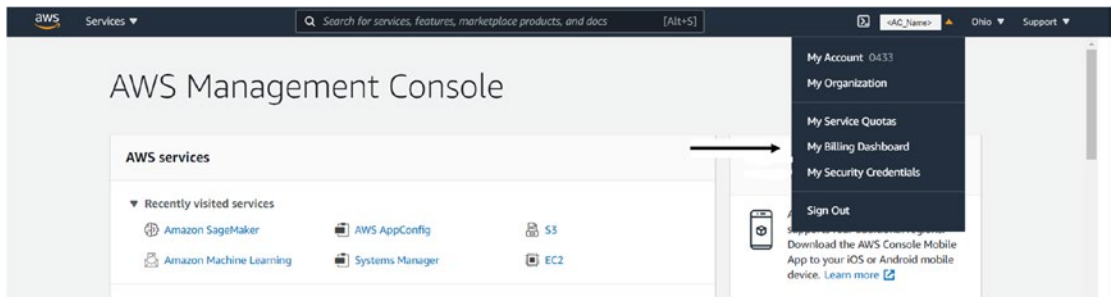 aws Services ▼ Search for services, features, marketplace products, and docs [Alt+S] <AC_Name> ▲ Ohio ▼ Support ▼
My Account 0433
My Organization
My Service Quotas
My Billing Dashboard
My Security Credentials
Sign Out
AWS Management Console
AWS services
▼ Recently visited services
Amazon SageMaker AWS AppConfig S3
Amazon Machine Learning Systems Manager EC2
Download the AWS Console Mobile
App to your iOS or Android mobile
device. Learn more